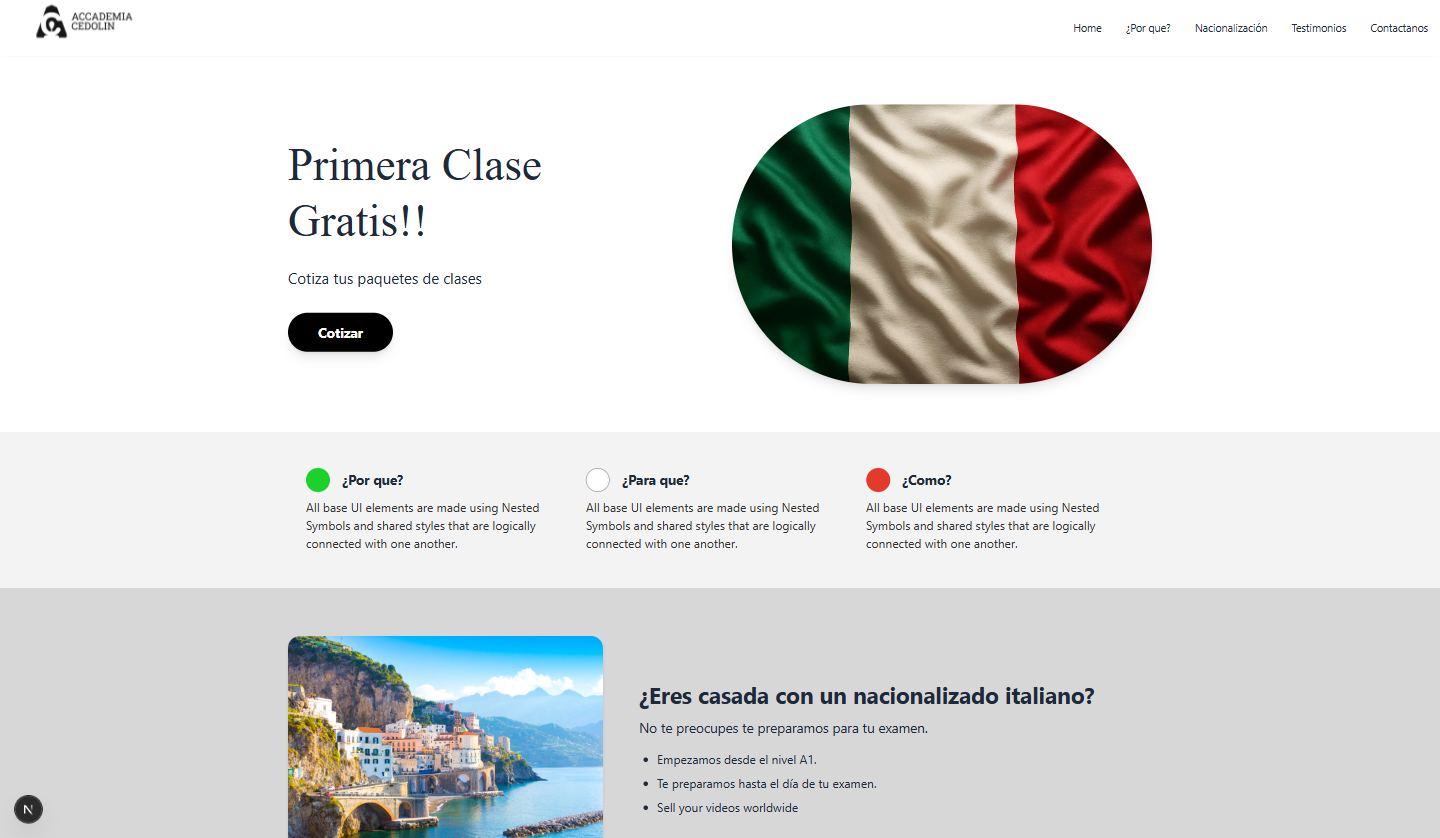 ACCADEMIA
CEDOLIN
Home ¿Por que? Nacionalización Testimonios Contactanos
Primera Clase
Gratis!!
Cotiza tus paquetes de clases
Cotizar
¿Por que?
All base UI elements are made using Nested
Symbols and shared styles that are logically
connected with one another.
¿Para que?
All base UI elements are made using Nested
Symbols and shared styles that are logically
connected with one another.
¿Como?
All base UI elements are made using Nested
Symbols and shared styles that are logically
connected with one another.
¿Eres casada con un nacionalizado italiano?
No te preocupes te preparamos para tu examen.
Empezamos desde el nivel A1.
Te preparamos hasta el día de tu examen.
Sell your videos worldwide
N